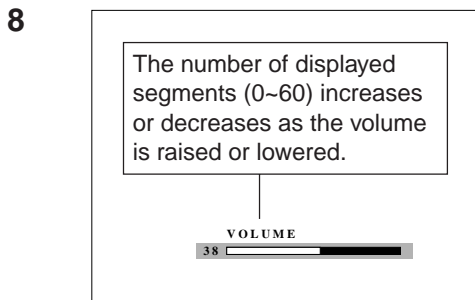 8
The number of displayed
segments (0~60) increases
or decreases as the volume
is raised or lowered.
VOLUME
38